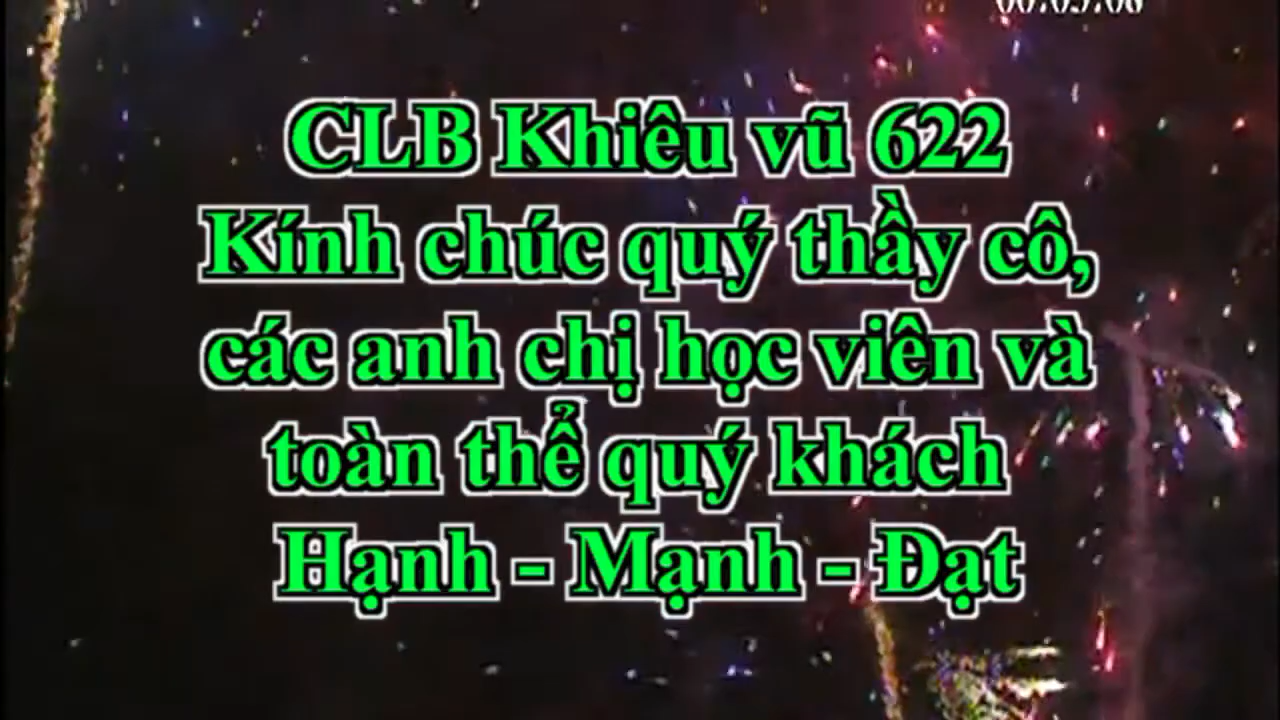 CLB Khiêu vũ 622
Kính chúc quý thầy cô,
các anh chị học viên và
toàn thể quý khách
Hạnh - Mạnh - Đạt